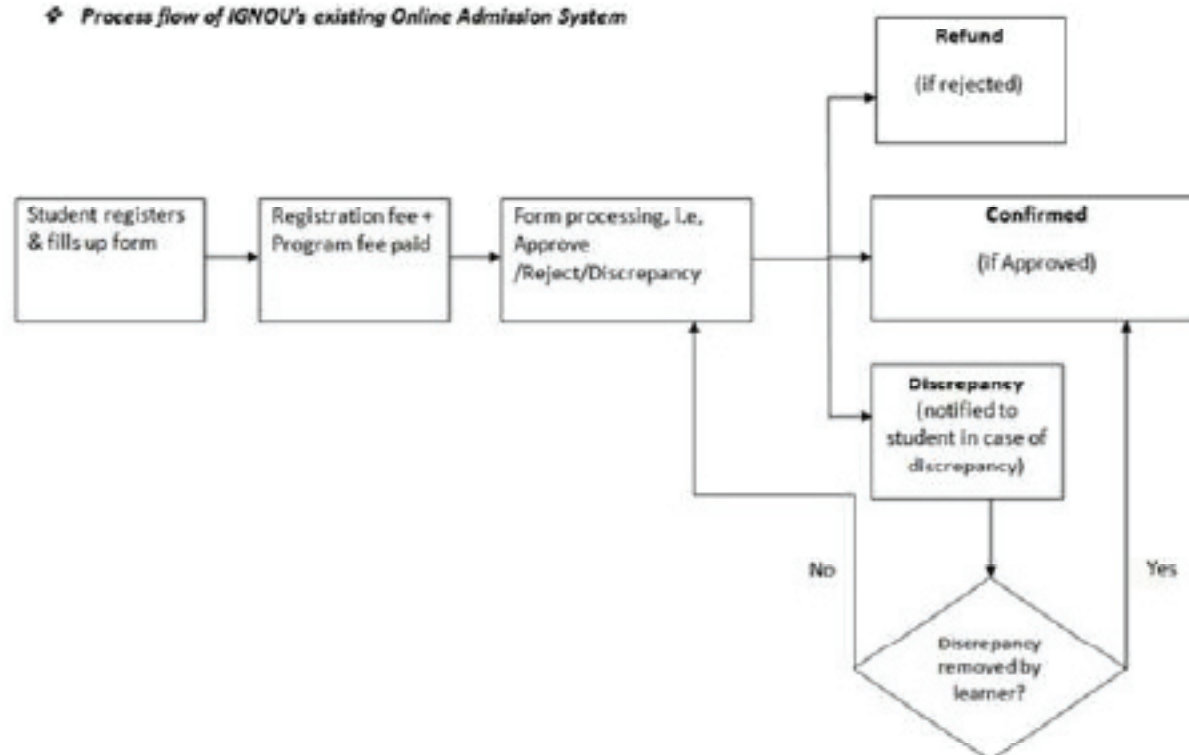 ❖ Process flow of IGNOU's existing Online Admission System
Refund
(if rejected)
Student registers
& fills up form
Registration fee +
Program fee paid
Form processing, i.e,
Approve
/Reject/Discrepancy
Confirmed
(if Approved)
Discrepancy
(notified to
student in case of
discrepancy)
No
Yes
Discrepancy
removed by
learner?